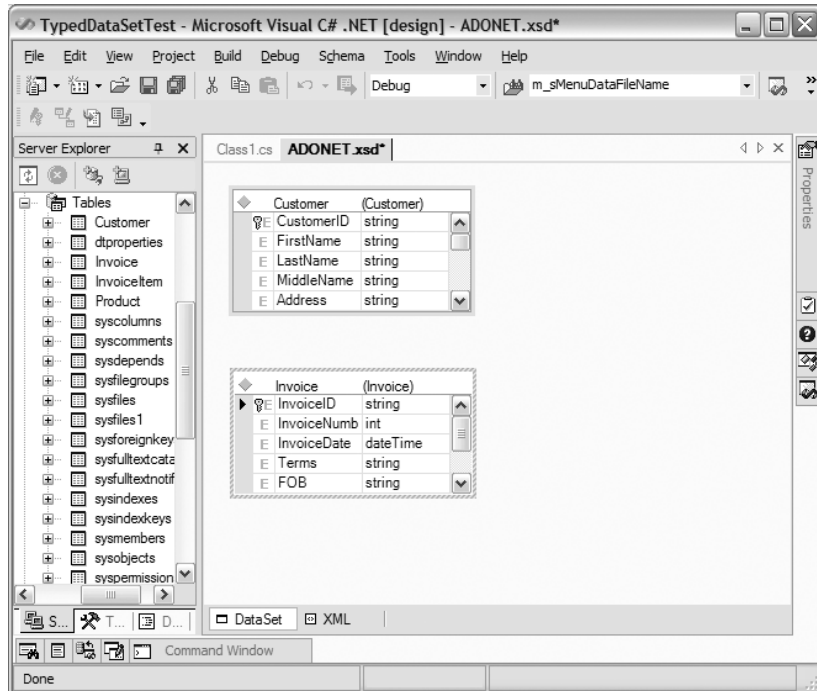 TypedDataSetTest - Microsoft Visual C# .NET [design] - ADONET.xsd*
File Edit View Project Build Debug Schema Tools Window Help
Debug m_sMenuDataFileName
Server Explorer
Class1.cs ADONET.xsd*
Properties
Tables
Customer
dtproperties
Invoice
InvoiceItem
Product
syscolumns
syscomments
sysdepends
sysfilegroups
sysfiles
sysfiles1
sysforeignkey
sysfulltextcata
sysfulltextnotif
sysindexes
sysindexkeys
sysmembers
sysobjects
syspermission
Customer (Customer)
E CustomerID string
E FirstName string
E LastName string
E MiddleName string
E Address string
Invoice (Invoice)
E InvoiceID string
E InvoiceNumb int
E InvoiceDate dateTime
E Terms string
E FOB string
S... T... D...
DataSet XML
Command Window
Done